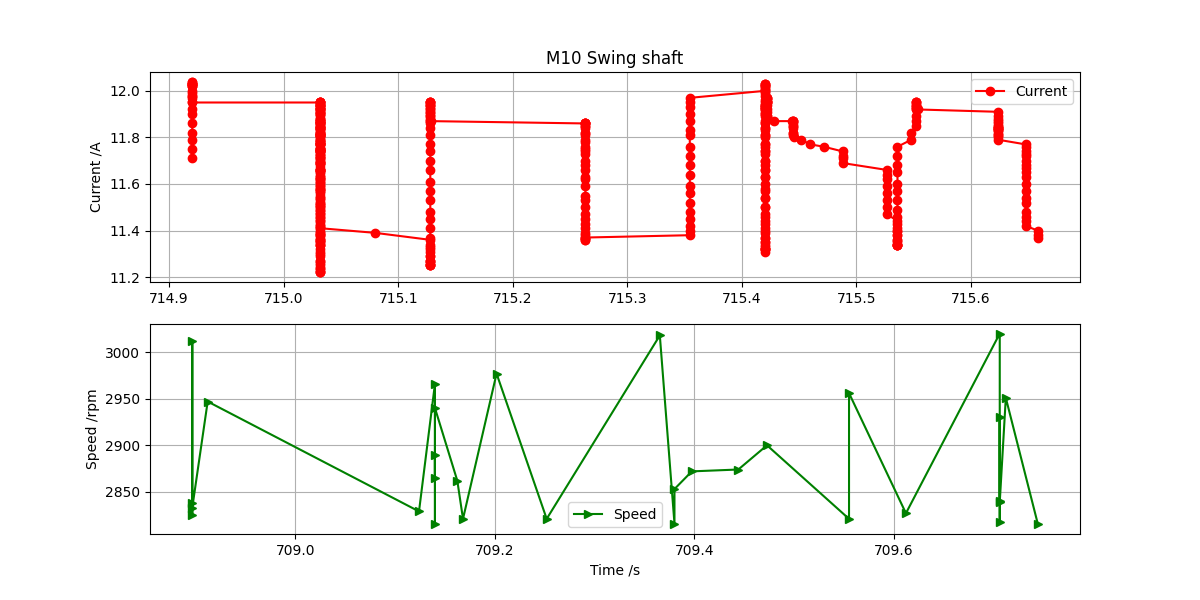 M10 Swing shaft
12.0
11.8
11.6
11.4
11.2
Current /A
Current
714.9 715.0 715.1 715.2 715.3 715.4 715.5 715.6
3000
2950
2900
2850
Speed /rpm
Speed
709.0 709.2 709.4 709.6
Time /s